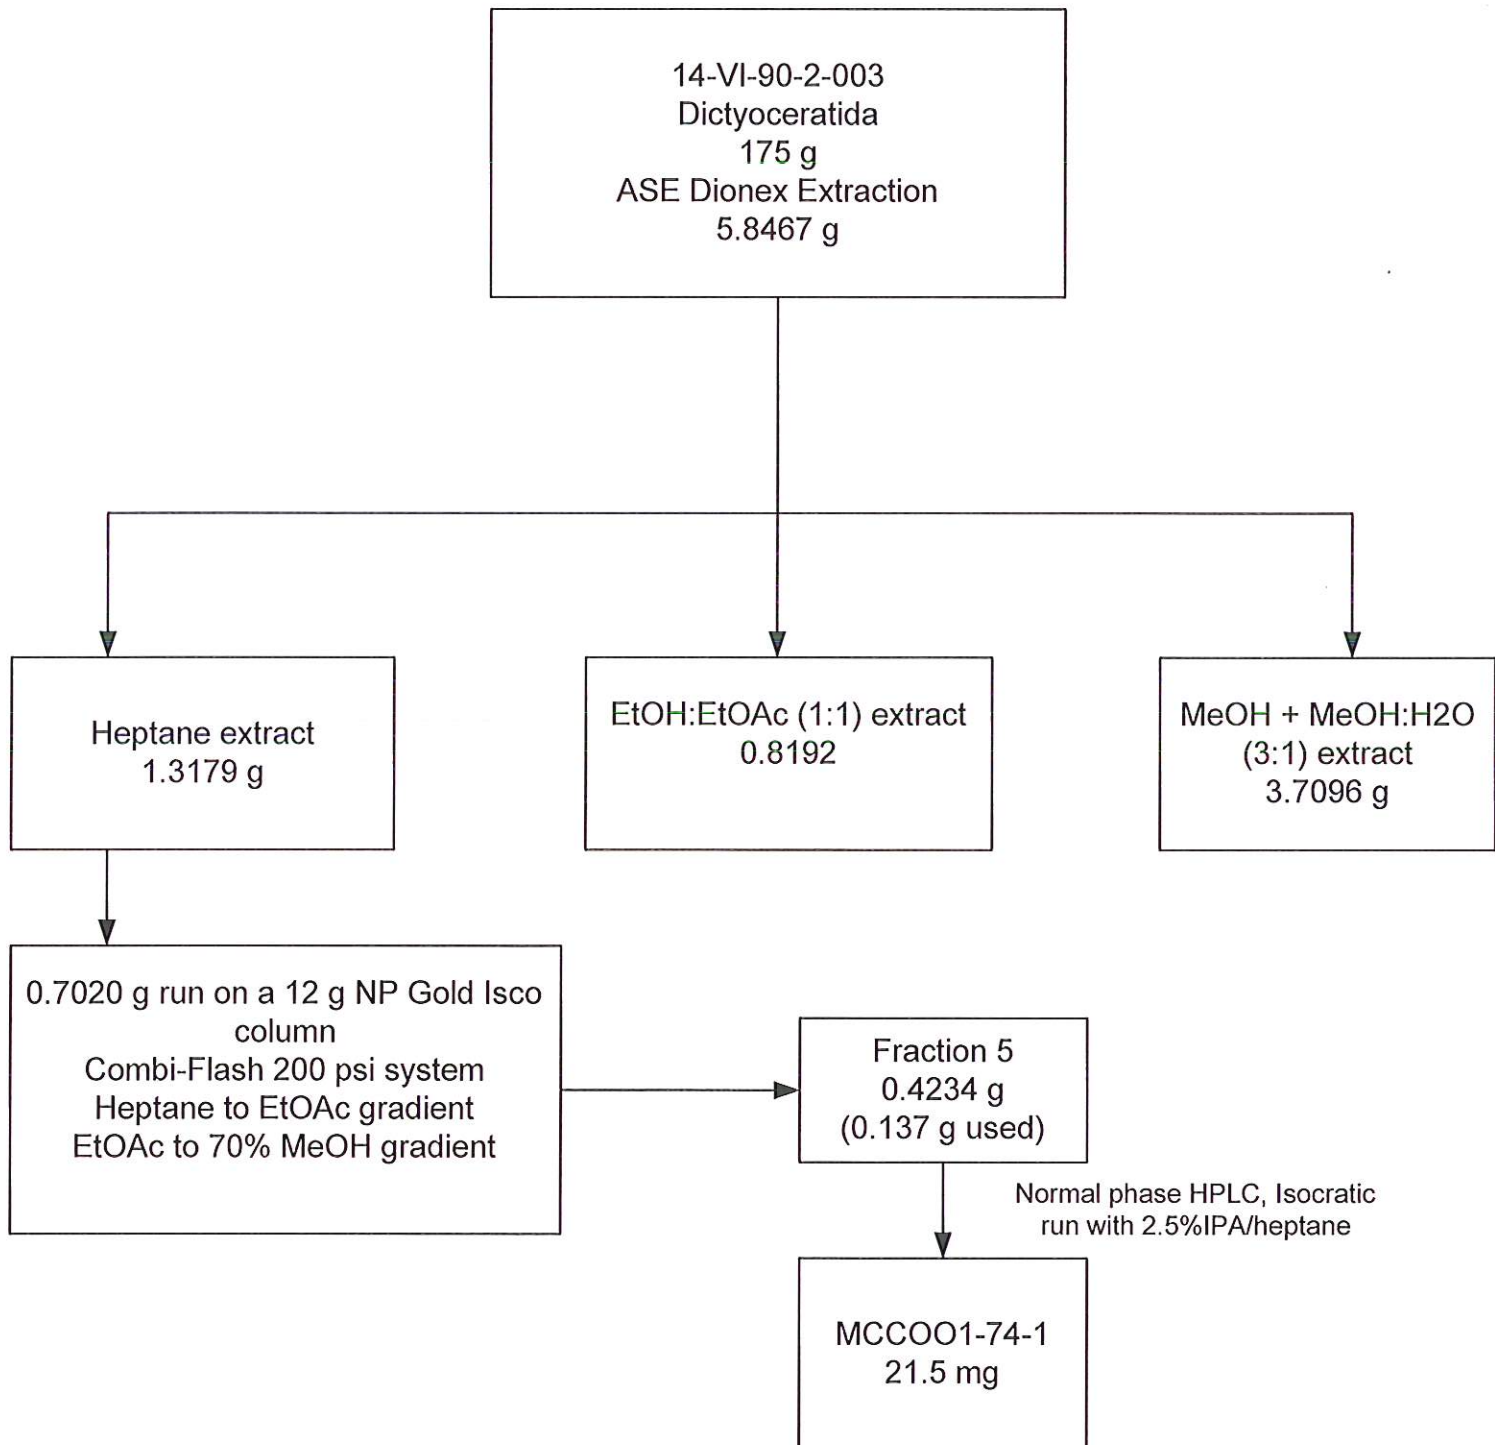 14-VI-90-2-003
Dictyoceratida
175 g
ASE Dionex Extraction
5.8467 g
Heptane extract
1.3179 g
EtOH:EtOAc (1:1) extract
0.8192
MeOH + MeOH:H2O
(3:1) extract
3.7096 g
0.7020 g run on a 12 g NP Gold Isco
column
Combi-Flash 200 psi system
Heptane to EtOAc gradient
EtOAc to 70% MeOH gradient
Fraction 5
0.4234 g
(0.137 g used)
Normal phase HPLC, Isocratic
run with 2.5%IPA/heptane
MCCOO1-74-1
21.5 mg